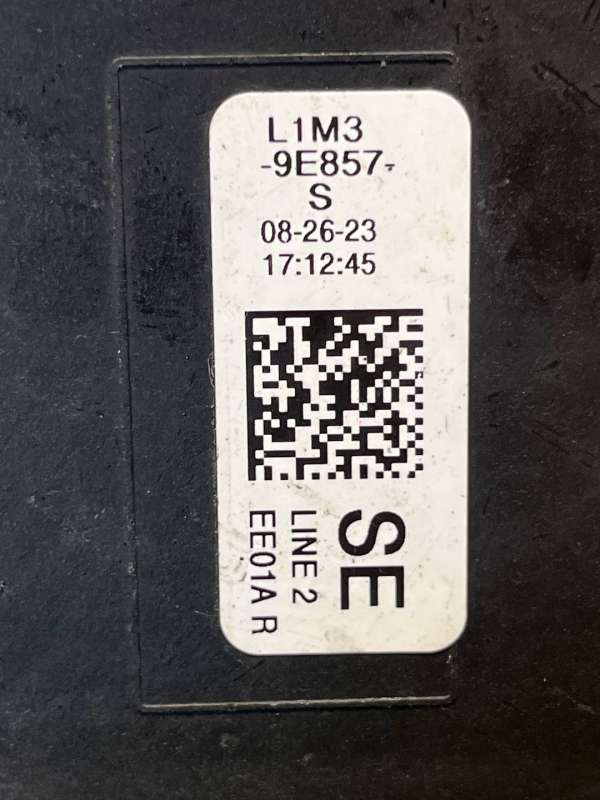 L1M3
-9E857-
S
08-26-23
17:12:45
SE
LINE 2
EE01A R